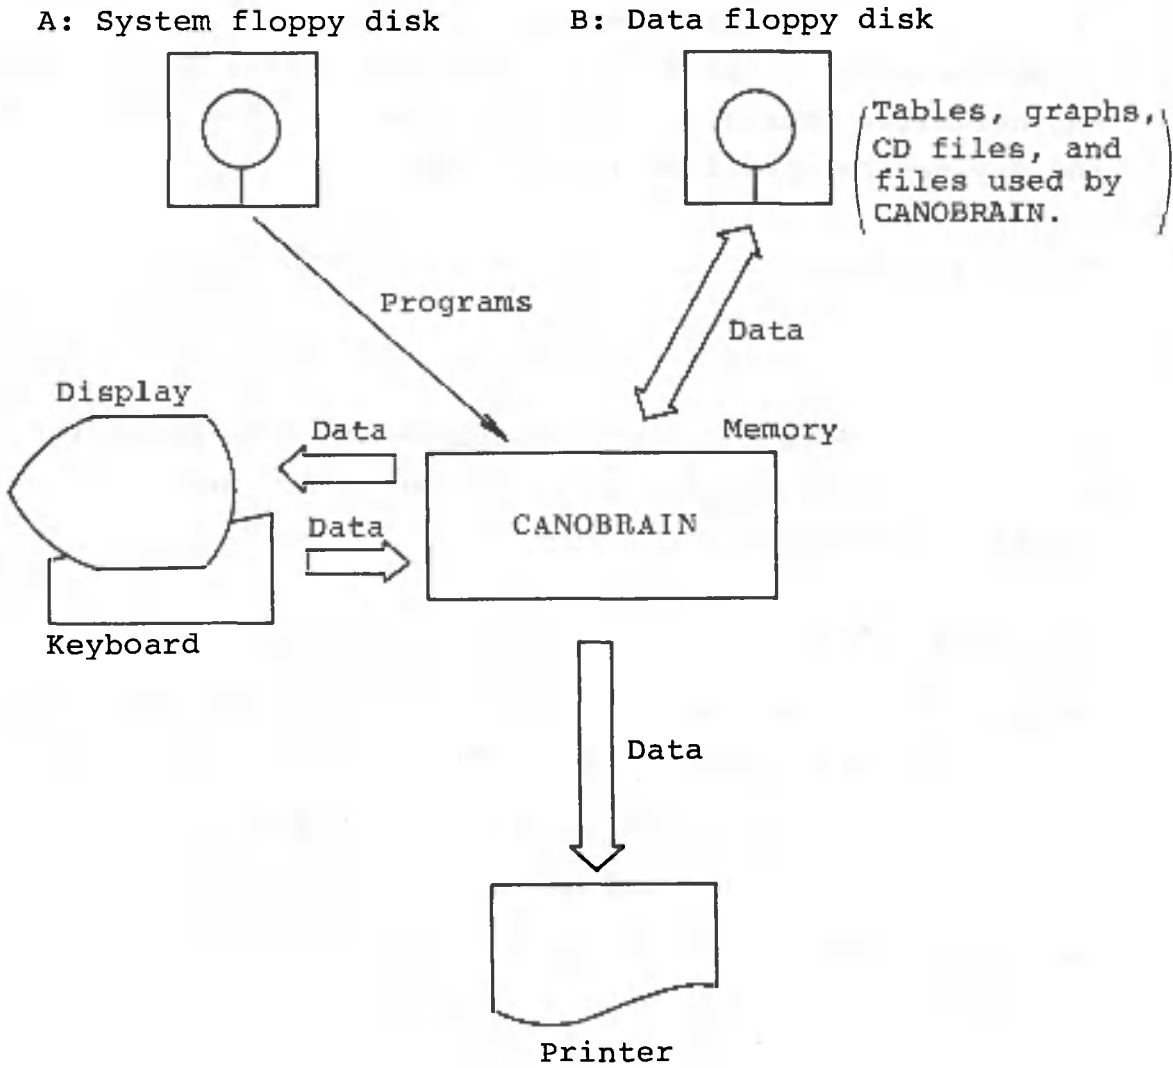 A: System floppy disk
B: Data floppy disk
Tables, graphs,
CD files, and
files used by
CANOBRAIN.
Programs
Data
Display
Data
Memory
Data
CANOBRAIN
Keyboard
Data
Printer